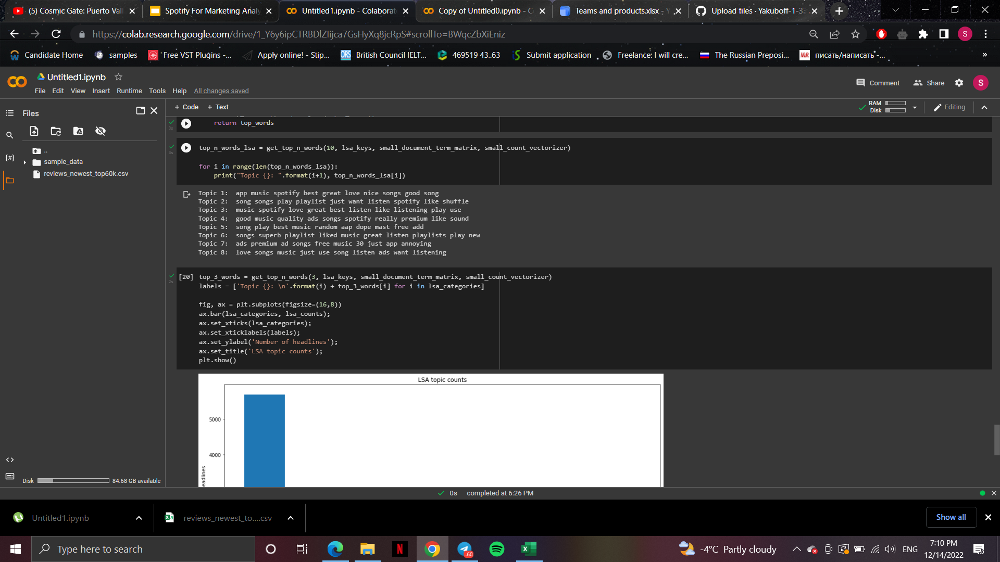 (5) Cosmic Gate: Puerto Vall
Spotify For Marketing Analy
Untitled1.ipynb - Colaborat
Copy of Untitled0.ipynb - C
Teams and products.xlsx - Y
Upload files · Yakuboff-1-33
https://colab.research.google.com/drive/1_Y6y6ipCTRBDlZIijca7GsHyXq8jcRpS#scrollTo=BWqcZbXiEniz
S
Candidate Home
samples
Free VST Plugins -...
Apply online! - Stip...
ORS
British Council IELT...
469519 43..63
Submit application
Freelance: I will cre...
The Russian Preposi...
MR
писать/написать -...
»
Untitled1.ipynb
File Edit View Insert Runtime Tools Help All changes saved
Comment
Share
S
Files
+ Code + Text
RAM
Disk
Editing
{x}
..
sample_data
reviews_newest_top60k.csv
Disk
84.68 GB available
0s
return top_words
3s
top_n_words_lsa = get_top_n_words(10, lsa_keys, small_document_term_matrix, small_count_vectorizer)
for i in range(len(top_n_words_lsa)):
print("Topic {}: ".format(i+1), top_n_words_lsa[i])
Topic 1: app music spotify best great love nice songs good song
Topic 2: song songs play playlist just want listen spotify like shuffle
Topic 3: music spotify love great best listen like listening play use
Topic 4: good music quality ads songs spotify really premium like sound
Topic 5: song play best music random aap dope mast free add
Topic 6: songs superb playlist liked music great listen playlists play new
Topic 7: ads premium ad songs free music 30 just app annoying
Topic 8: love songs music just use song listen ads want listening
2s
[20] top_3_words = get_top_n_words(3, lsa_keys, small_document_term_matrix, small_count_vectorizer)
labels = ['Topic {}: \n'.format(i) + top_3_words[i] for i in lsa_categories]
fig, ax = plt.subplots(figsize=(16,8))
ax.bar(lsa_categories, lsa_counts);
ax.set_xticks(lsa_categories);
ax.set_xticklabels(labels);
ax.set_ylabel('Number of headlines');
ax.set_title('LSA topic counts');
plt.show()
LSA topic counts
5000
4000
eadlines
0s completed at 6:26 PM
Untitled1.ipynb
reviews_newest_to....csv
Show all
Type here to search
N
.60
-4°C Partly cloudy
ENG
7:10 PM
12/14/2022